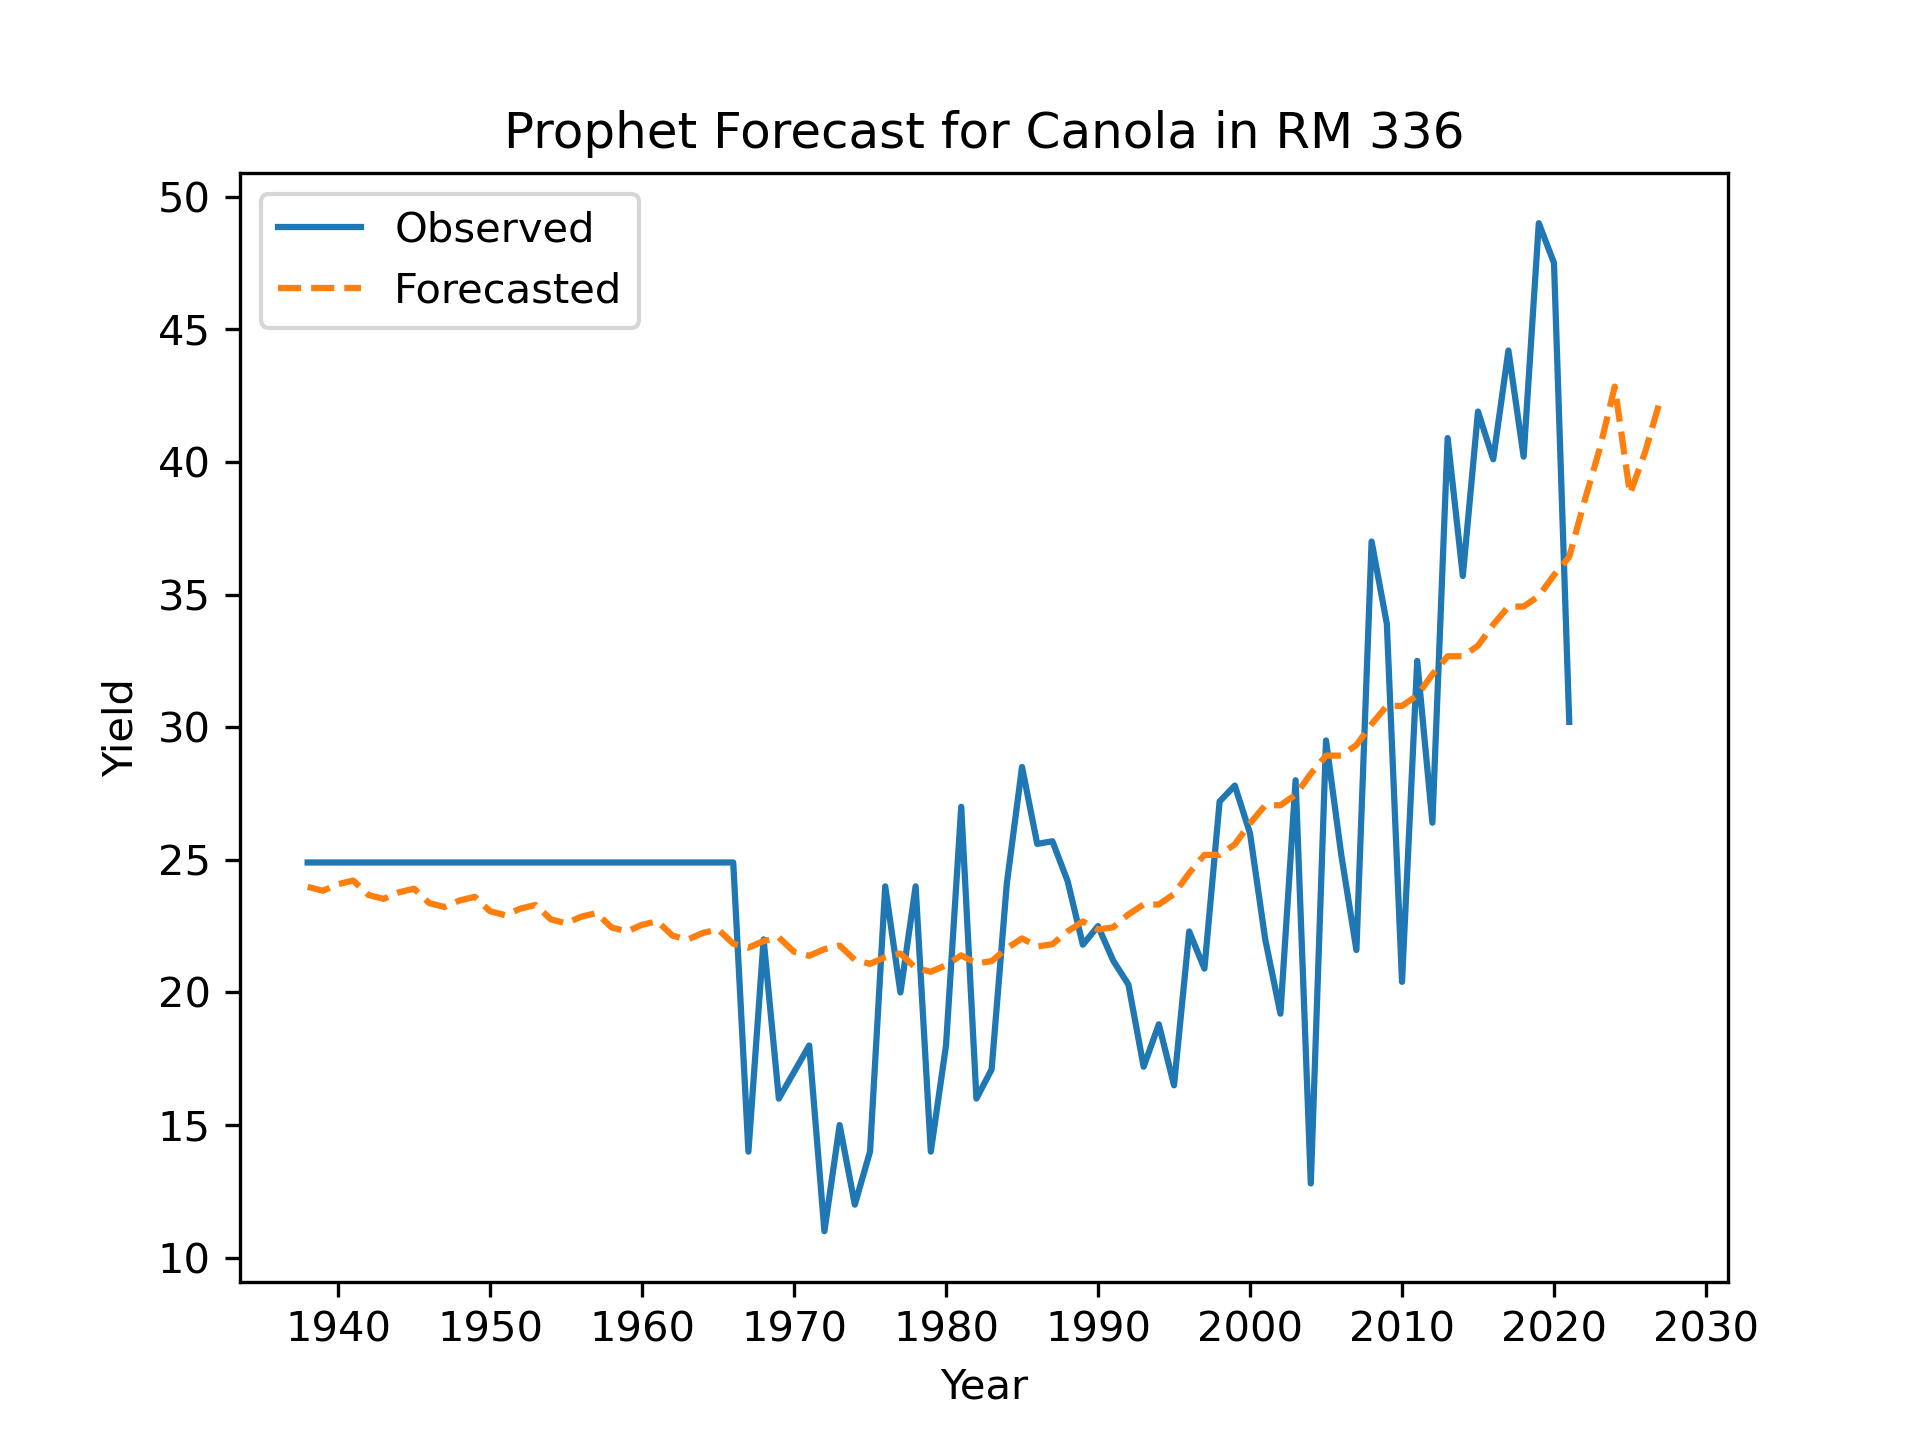 Prophet Forecast for Canola in RM 336
Observed
Forecasted
50
45
40
35
30
25
20
15
10
Yield
1940 1950 1960 1970 1980 1990 2000 2010 2020 2030
Year